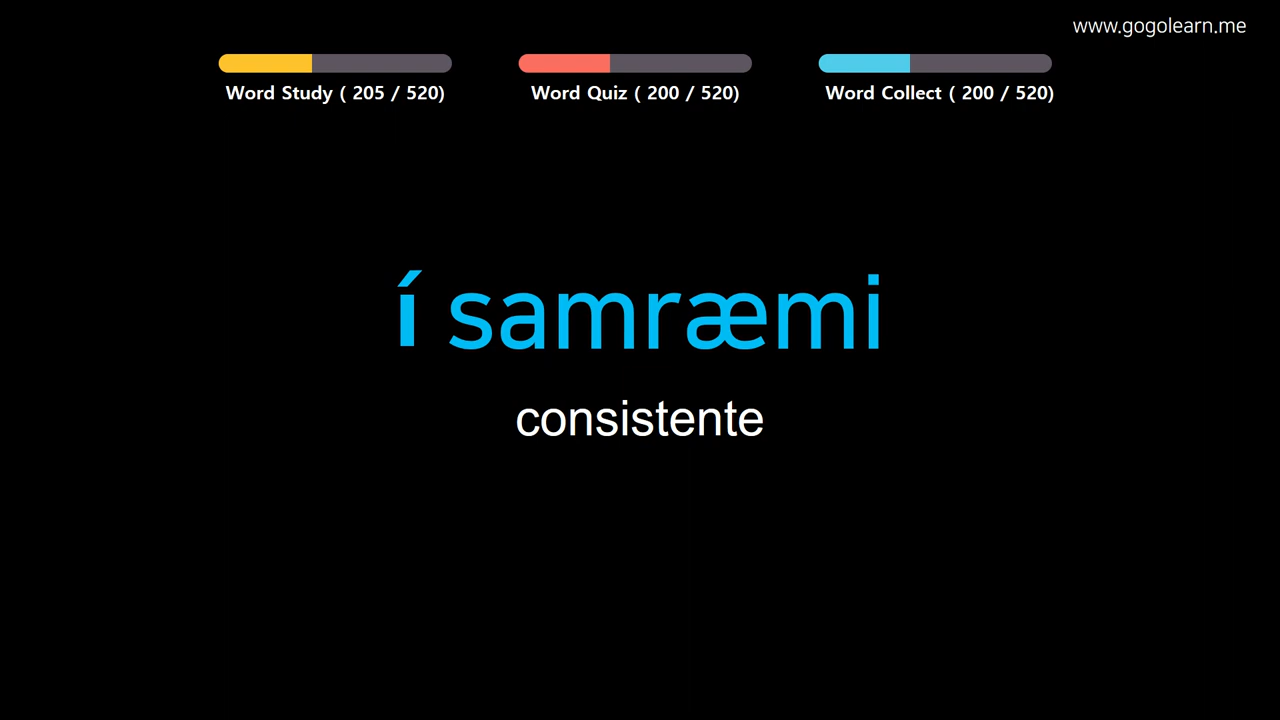 www.gogolearn.me
Word Study ( 205 / 520)
Word Quiz ( 200 / 520)
Word Collect ( 200 / 520)
í samræmi
consistente